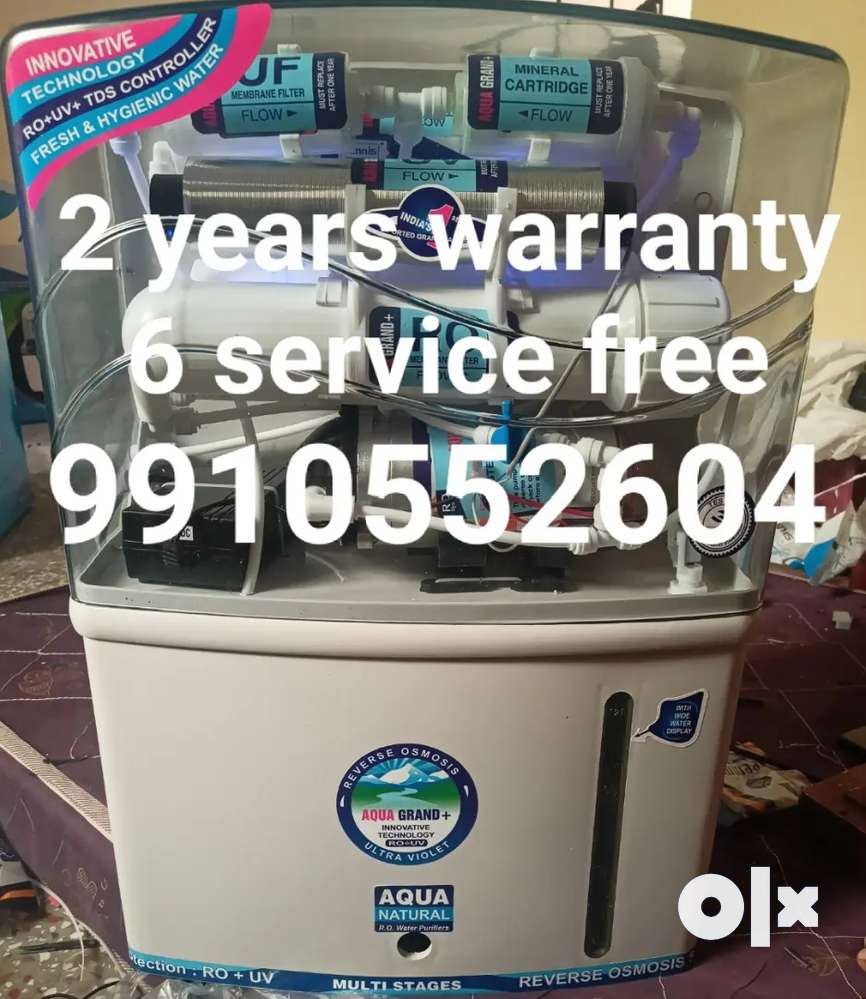 INNOVATIVE
TECHNOLOGY
RO+UV+ TDS CONTROLLER
FRESH & HYGIENIC WATER
UF
MEMBRANE FILTER
FLOW
MUST REPLACE
AFTER ONE YEAR
AQUA GRAND+
MINERAL
CARTRIDGE
FLOW
MUST REPLACE
AFTER ONE YEAR
FLOW
INDIA'S
1
2 years warranty
GRAND+
RO
6 service free
9910552604
WITH
WIDE
WATER
DISPLAY
REVERSE OSMOSIS
AQUA GRAND+
INNOVATIVE
TECHNOLOGY
RO+UV
ULTRA VIOLET
AQUA
NATURAL
R.O. Water Purifiers
olx
tection : RO + UV
MULTI STAGES
REVERSE OSMOSIS